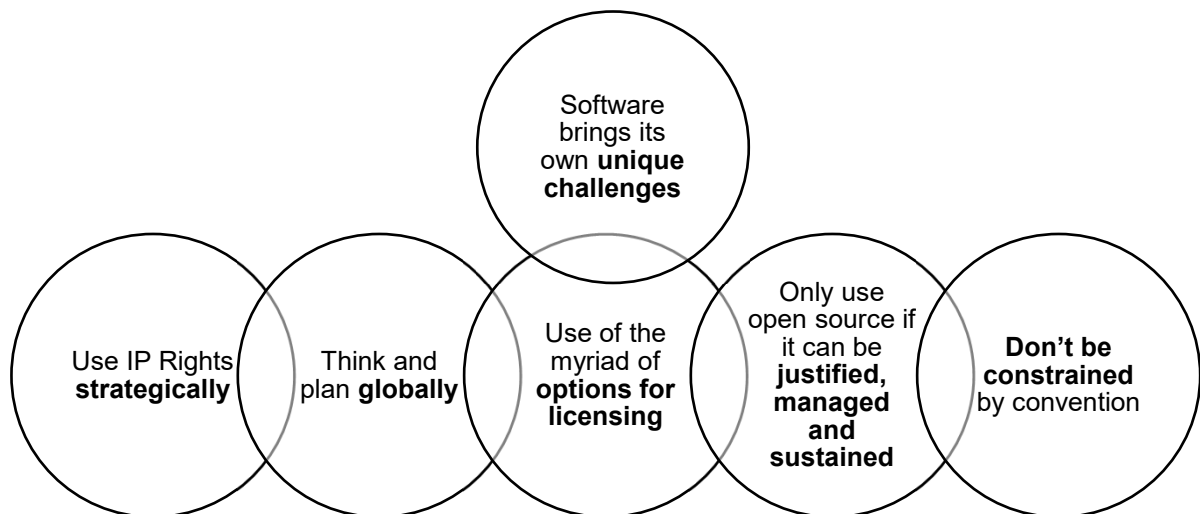 Software
brings its
own unique
challenges
Use IP Rights
strategically
Think and
plan globally
Use of the
myriad of
options for
licensing
Only use
open source if
it can be
justified,
managed
and
sustained
Don’t be
constrained
by convention